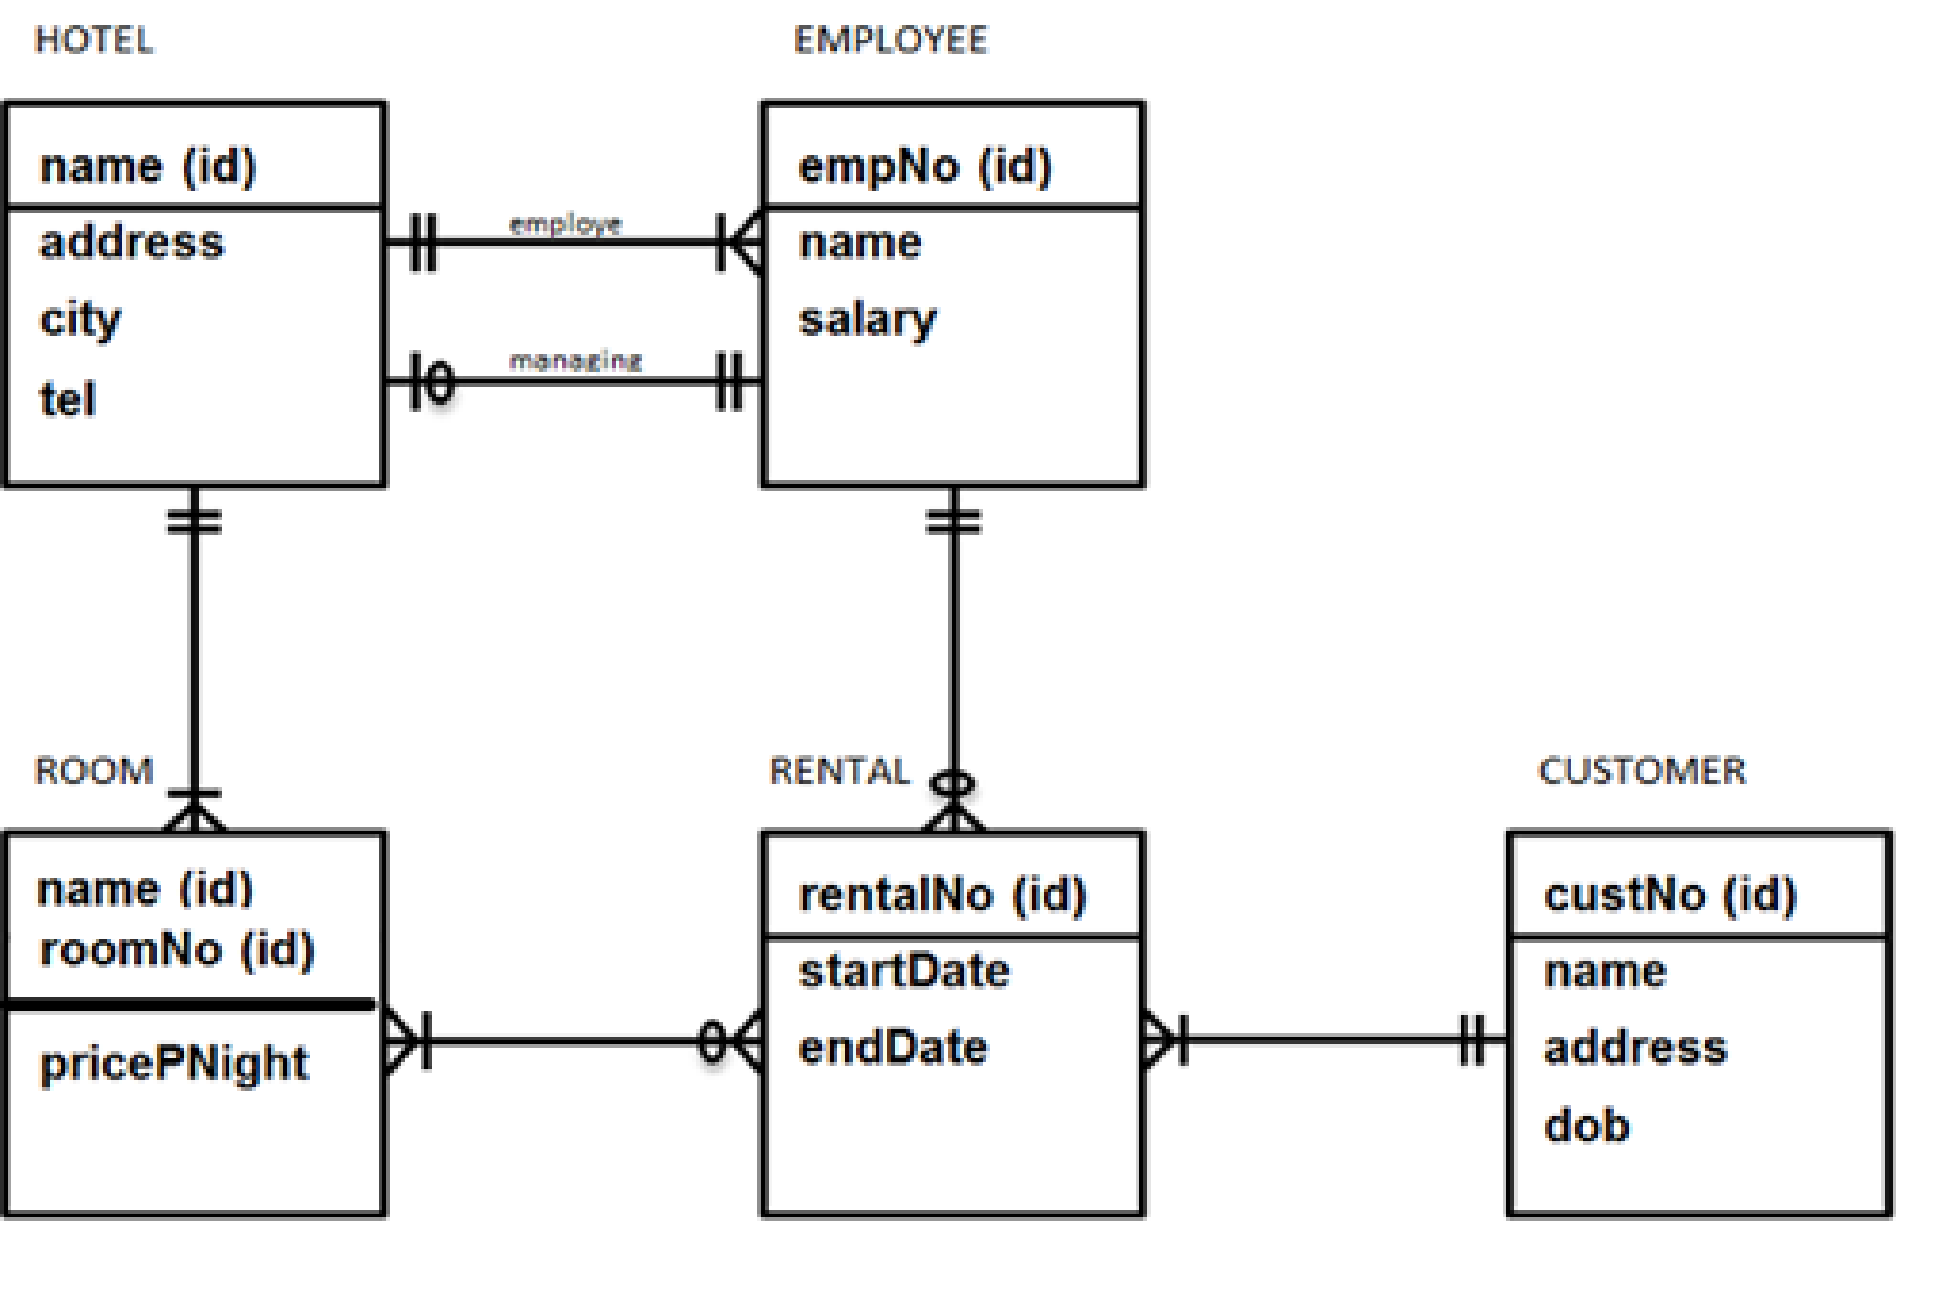 HOTEL
name (id)
address
city
tel
EMPLOYEE
empNo (id)
name
salary
employe
managing
ROOM
name (id)
roomNo (id)
pricePNight
RENTAL
rentalNo (id)
startDate
endDate
CUSTOMER
custNo (id)
name
address
dob